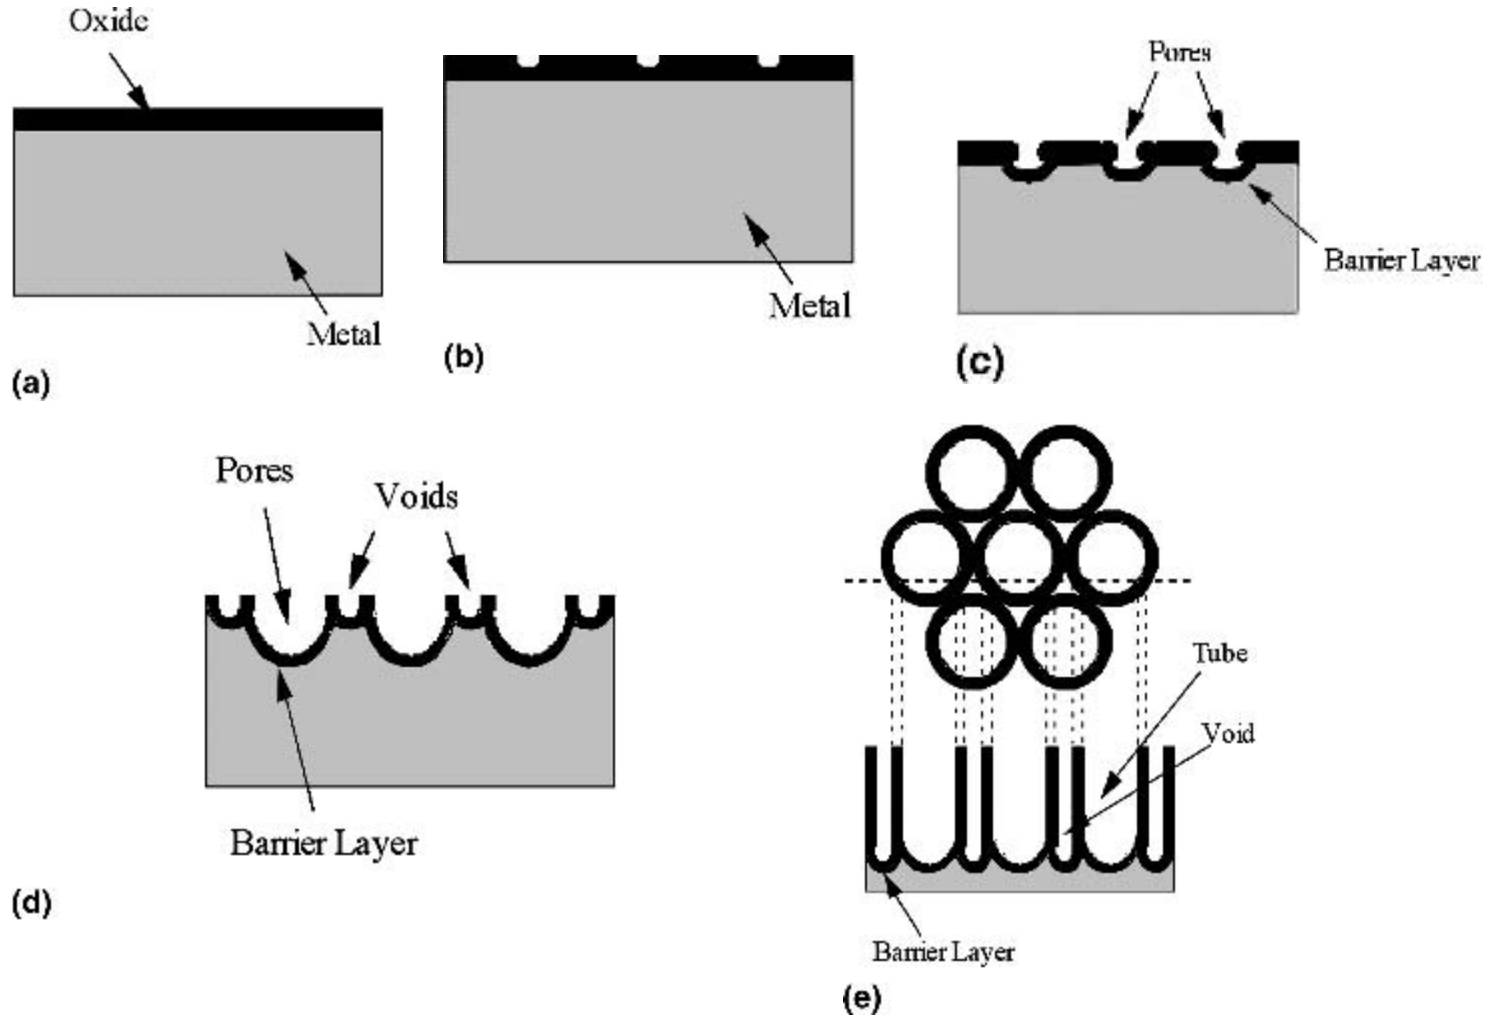 Oxide
Metal
(a)
Metal
(b)
Pores
Barrier Layer
(c)
Pores
Voids
Barrier Layer
(d)
Tube
Void
Barrier Layer
(e)